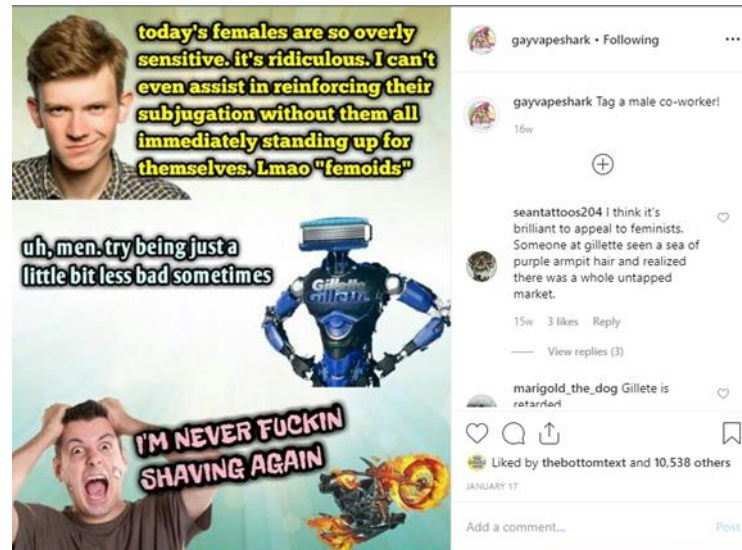 today's females are so overly
sensitive. it's ridiculous. I can't
even assist in reinforcing their
subjugation without them all
immediately standing up for
themselves. Lmao "femoids"
uh, men. try being just a
little bit less bad sometimes
Gillette
Gillette
I'M NEVER FUCKIN
SHAVING AGAIN
gayvapeshark • Following
gayvapeshark Tag a male co-worker!
16w
seantattoos204 I think it's
brilliant to appeal to feminists.
Someone at gillette seen a sea of
purple armpit hair and realized
there was a whole untapped
market.
15w 3 likes Reply
View replies (3)
marigold_the_dog Gillete is
retarded
Liked by thebottomtext and 10,538 others
JANUARY 17
Add a comment...
Post